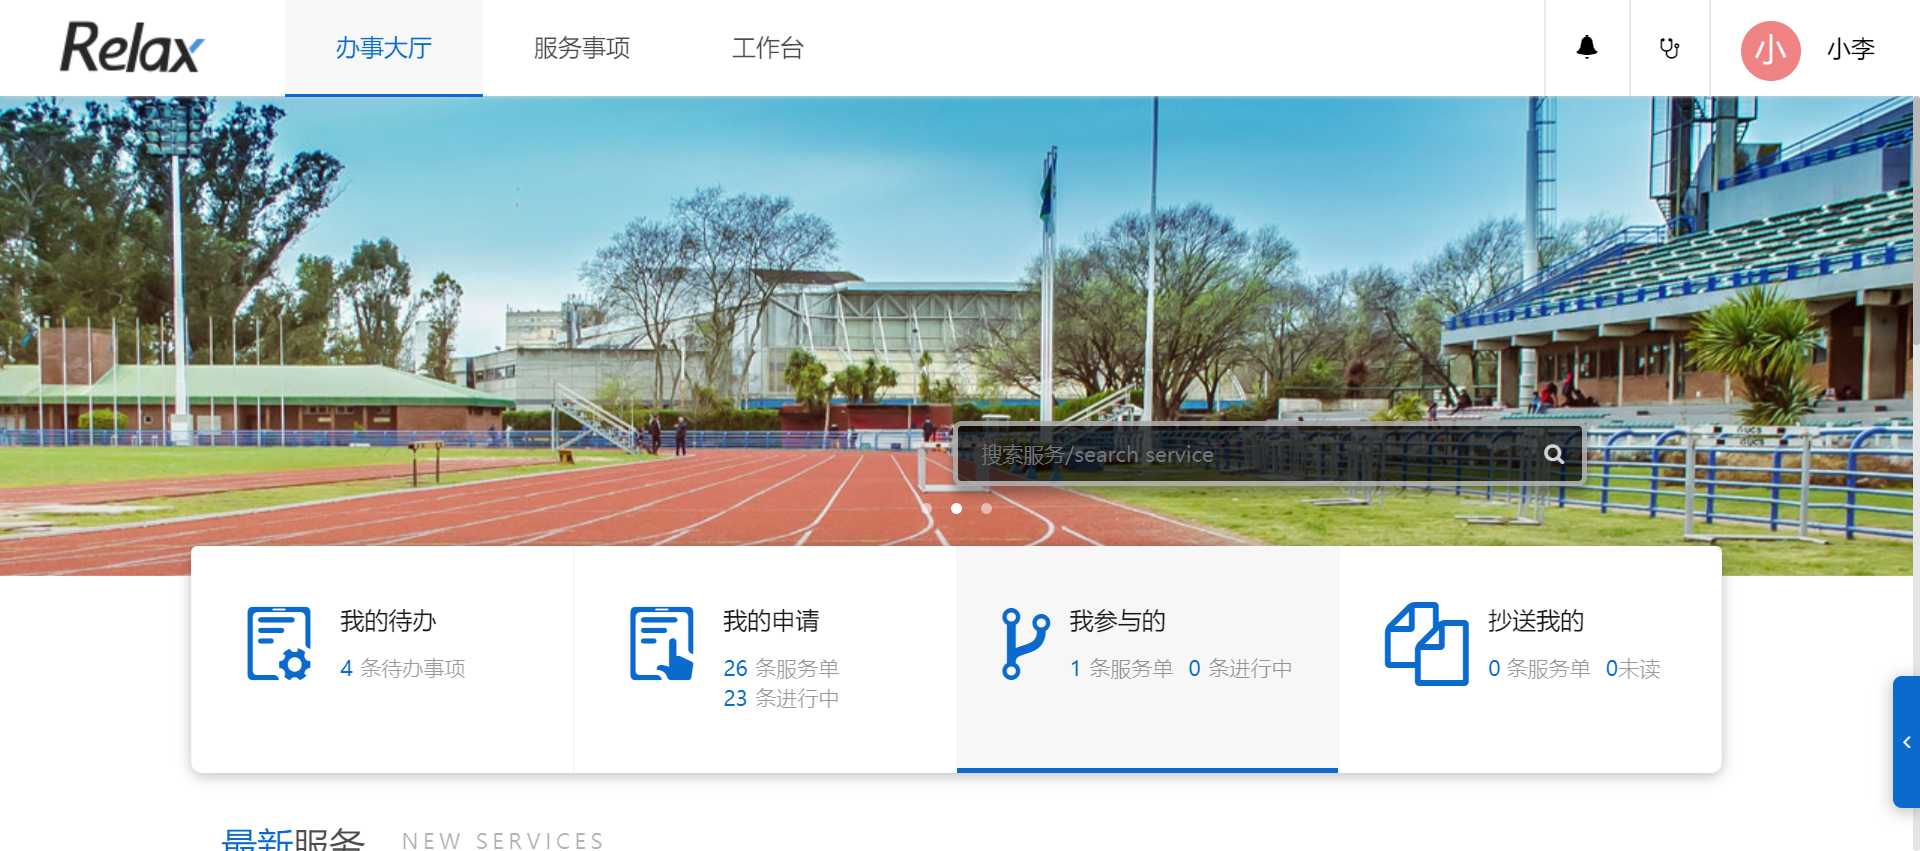 Relax
办事大厅
服务事项
工作台
小
小李
搜索服务/search service
我的待办
4 条待办事项
我的申请
26 条服务单
23 条进行中
我参与的
1 条服务单 0 条进行中
抄送我的
0 条服务单 0未读
最新服务 NEW SERVICES